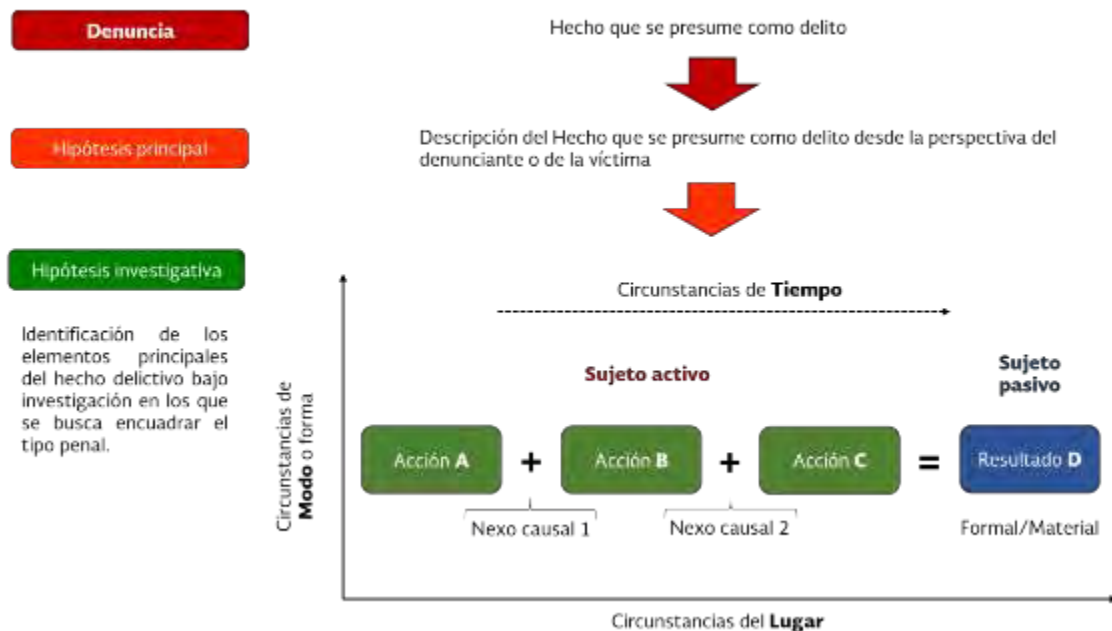 Denuncia
Hecho que se presume como delito
Hipótesis principal
Descripción del Hecho que se presume como delito desde la perspectiva del
denunciante o de la víctima
Hipótesis investigativa
Identificación de los
elementos principales
del hecho delictivo bajo
investigación en los que
se busca encuadrar el
tipo penal.
Circunstancias de Tiempo
Sujeto activo
Sujeto
pasivo
Circunstancias de
Modo o forma
Acción A + Acción B + Acción C = Resultado D
Nexo causal 1
Nexo causal 2
Formal/Material
Circunstancias del Lugar